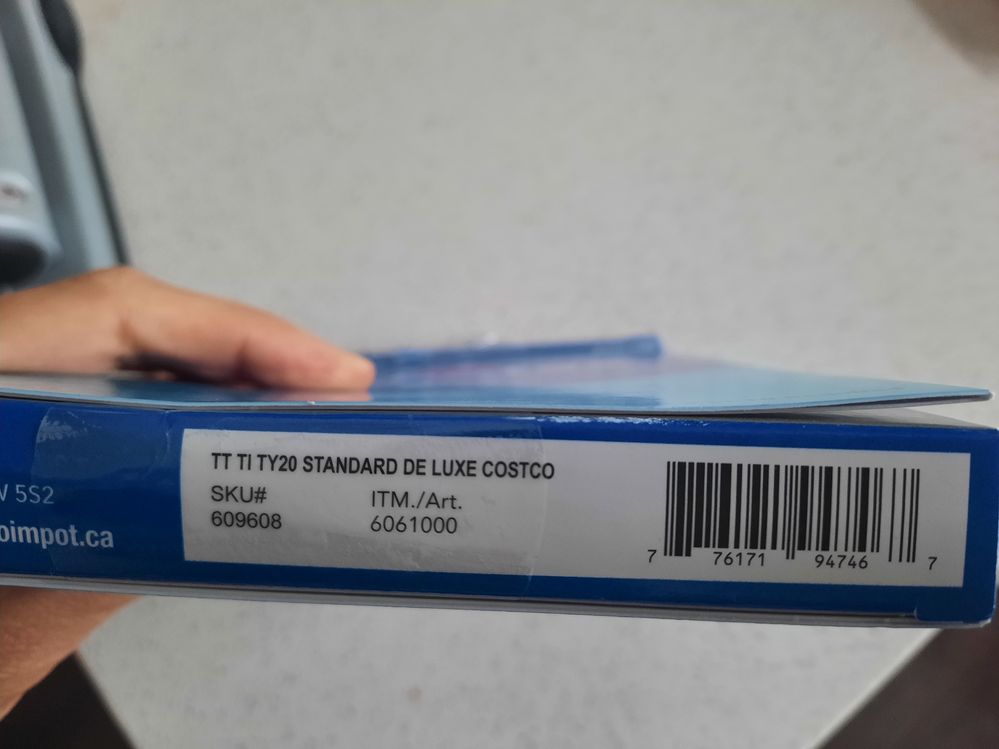 TT TI TY20 STANDARD DE LUXE COSTCO
SKU# ITM./Art.
609608 6061000
7 76171 94746 7
5S2
oimpot.ca